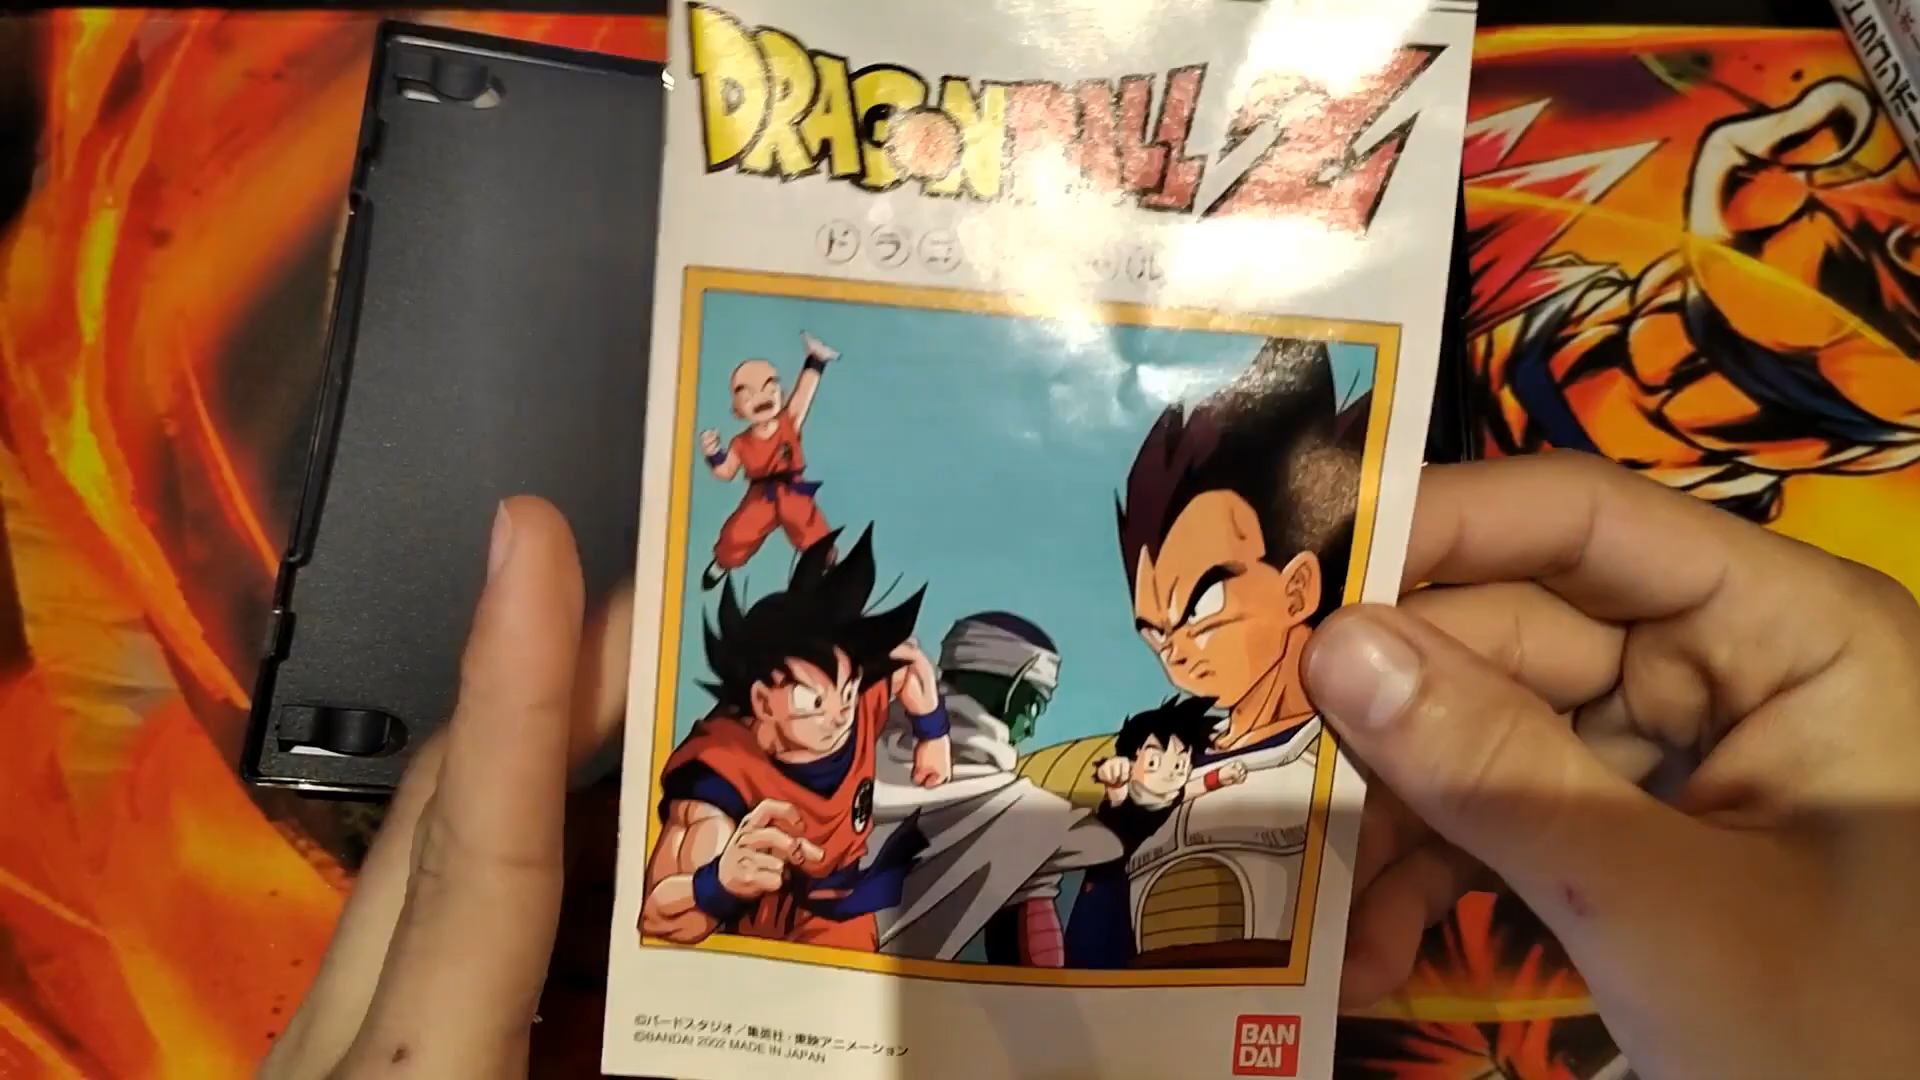 DRAGONBALL Z
ドラゴ ル
©バードスタジオ／集英社・東映アニメーション
©BANDAI 2002 MADE IN JAPAN
BAN
DAI